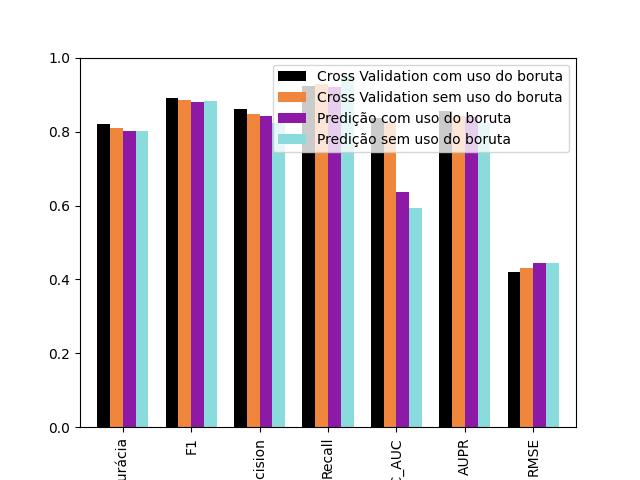 1.0
0.8
0.6
0.4
0.2
0.0
Cross Validation com uso do boruta
Cross Validation sem uso do boruta
Predição com uso do boruta
Predição sem uso do boruta
urácia
F1
cision
Recall
C_AUC
AUPR
RMSE